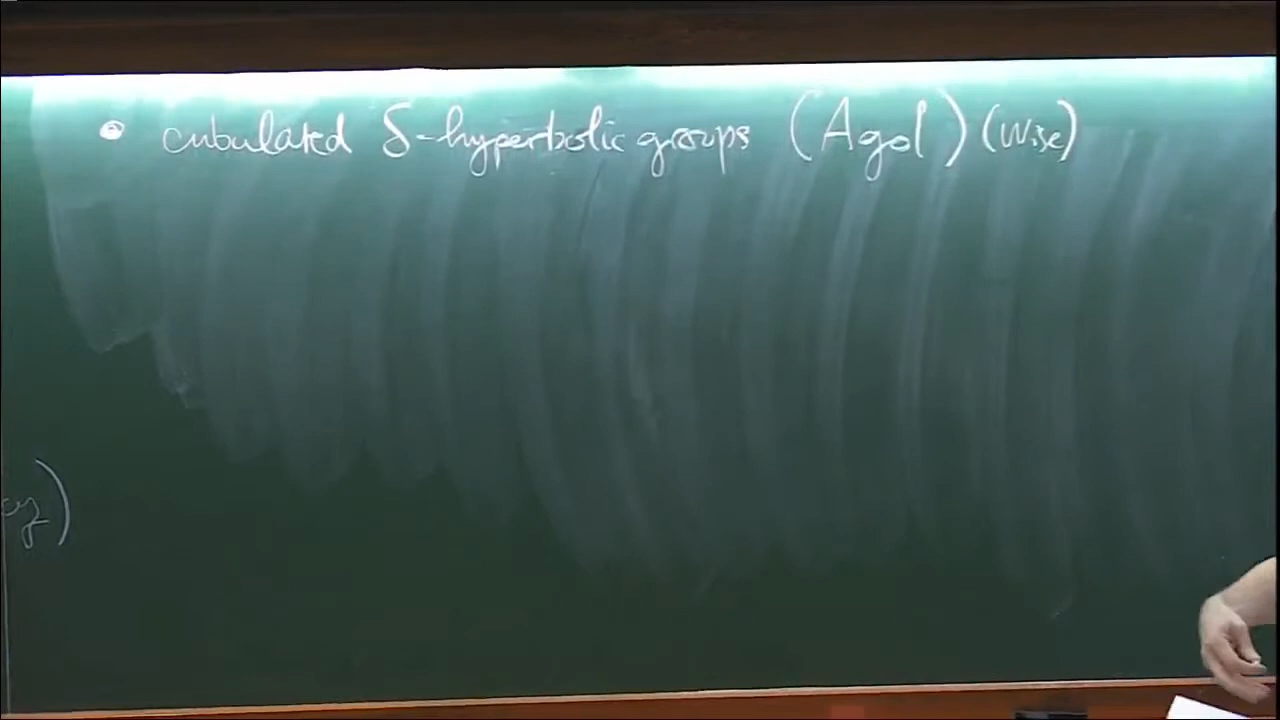 • cubulated δ-hyperbolic groups (Agol) (Wise)